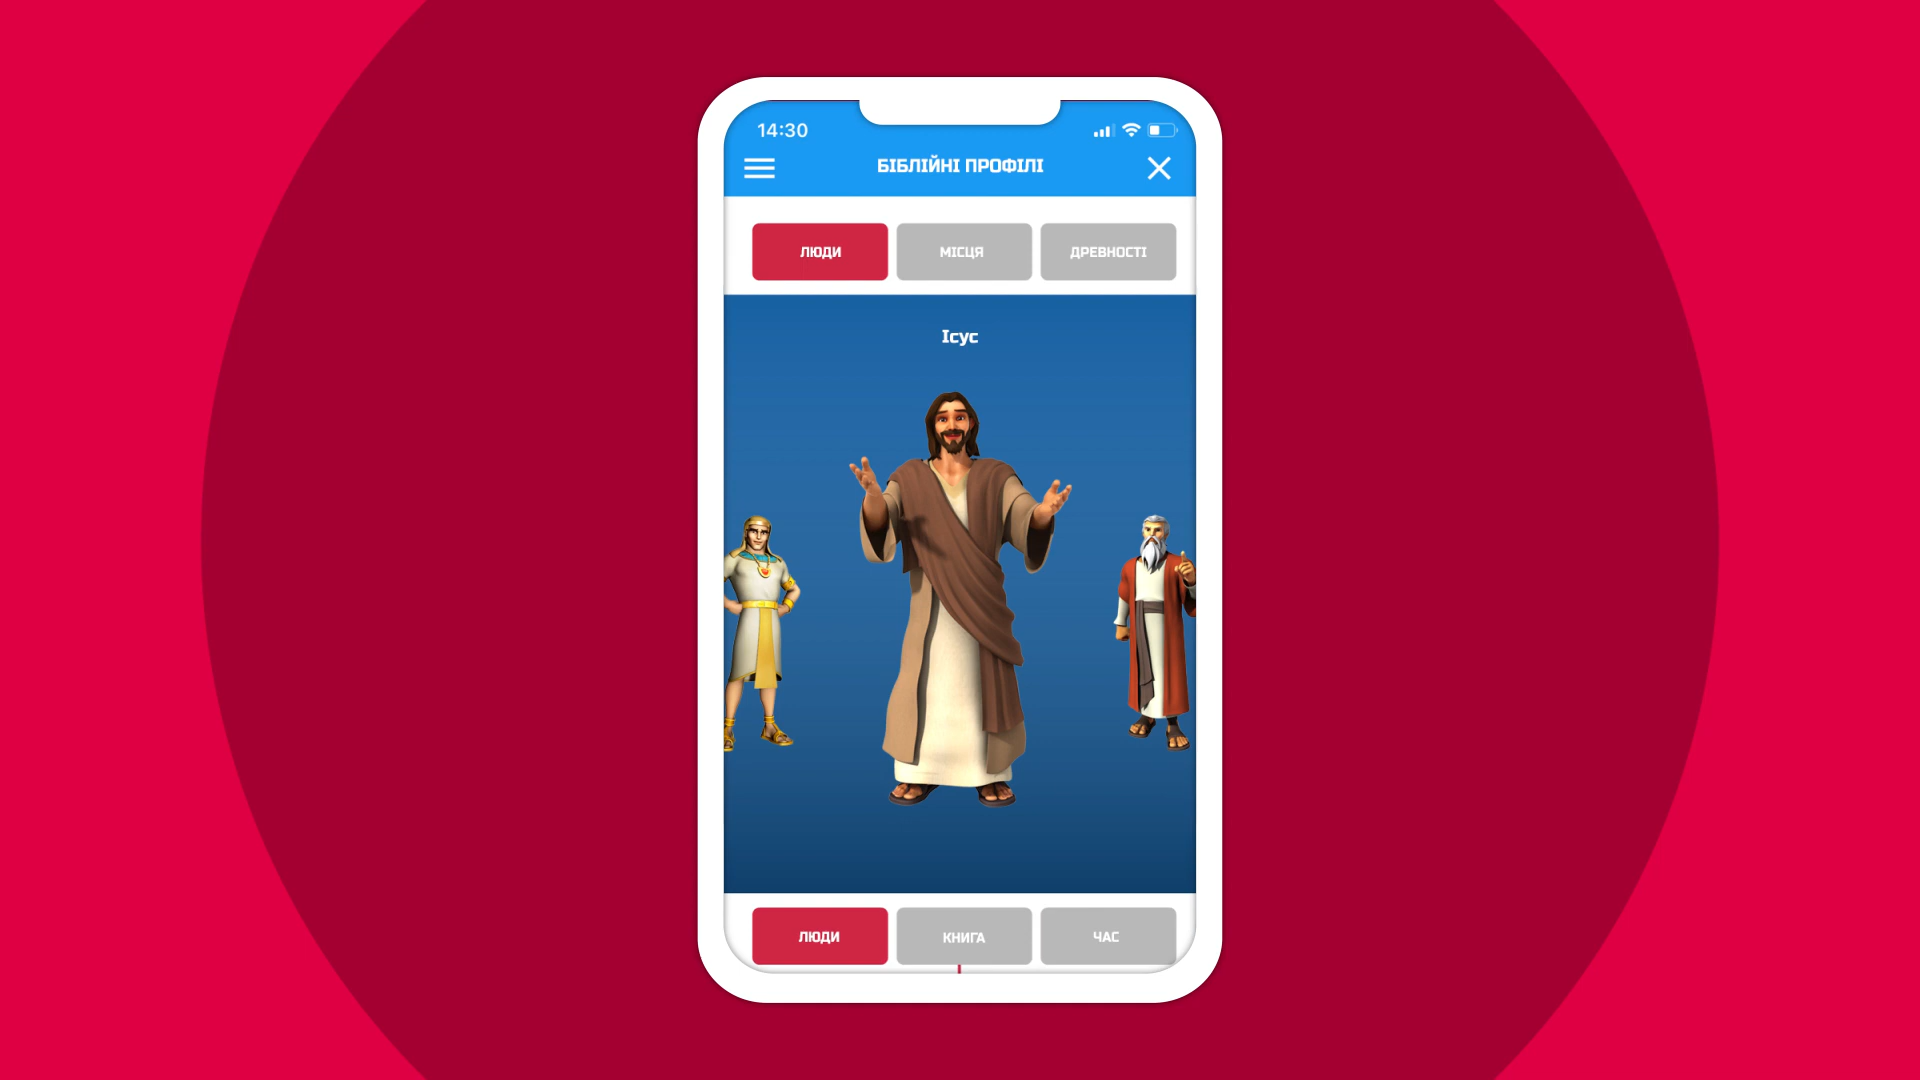 14:30
БІБЛІЙНІ ПРОФІЛІ
ЛЮДИ
МІСЦЯ
ДРЕВНОСТІ
Ісус
ЛЮДИ
КНИГА
ЧАС